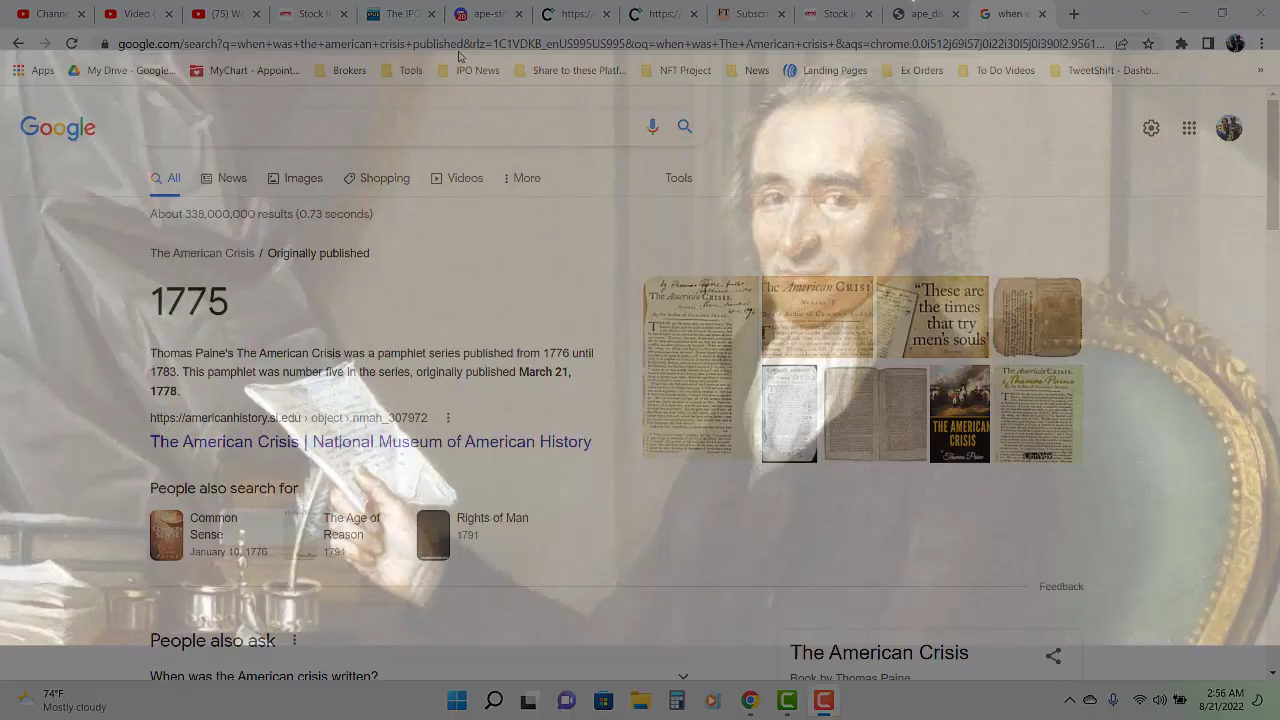 Channe
Video c
(75) We
Stock In
The IPO
ape-sto
https://
https://
Subscri
Stock In
ape_div
when w
google.com/search?q=when+was+the+american+crisis+published&rlz=1C1VDKB_enUS995US995&oq=when+was+The+American+crisis+&aqs=chrome.0.0i512j69i57j0i22i30l5j0i390l2.9561...
Apps
My Drive - Google...
MyChart - Appoint...
Brokers
Tools
IPO News
Share to these Platf...
NFT Project
News
Landing Pages
Ex Orders
To Do Videos
TweetShift - Dashb...
»
Google
All
News
Images
Shopping
Videos
More
Tools
About 338,000,000 results (0.73 seconds)
The American Crisis / Originally published
1775
Thomas Paine's The American Crisis was a pamphlet series published from 1776 until
1783. This pamphlet was number five in the series, originally published March 21,
1778.
https://americanhistory.si.edu › object › nmah_307972
The American Crisis | National Museum of American History
The American Crisis
"These are
the times
that try
men's souls"
THE AMERICAN
CRISIS
Thomas Paine
People also search for
Common
Sense
January 10, 1776
The Age of
Reason
1794
Rights of Man
1791
Feedback
People also ask
When was the American crisis written?
The American Crisis
Book by Thomas Paine
74°F
Mostly cloudy
2:56 AM
8/21/2022